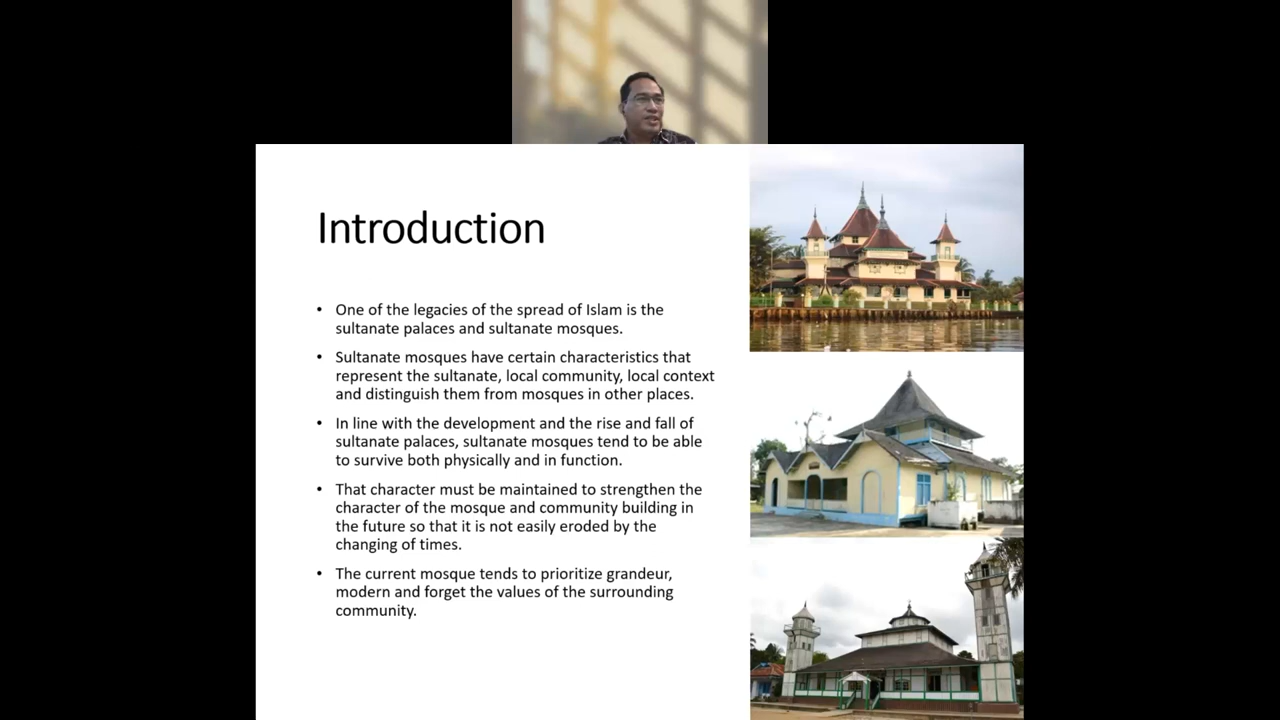 Introduction
• One of the legacies of the spread of Islam is the
sultanate palaces and sultanate mosques.
• Sultanate mosques have certain characteristics that
represent the sultanate, local community, local context
and distinguish them from mosques in other places.
• In line with the development and the rise and fall of
sultanate palaces, sultanate mosques tend to be able
to survive both physically and in function.
• That character must be maintained to strengthen the
character of the mosque and community building in
the future so that it is not easily eroded by the
changing of times.
• The current mosque tends to prioritize grandeur,
modern and forget the values of the surrounding
community.